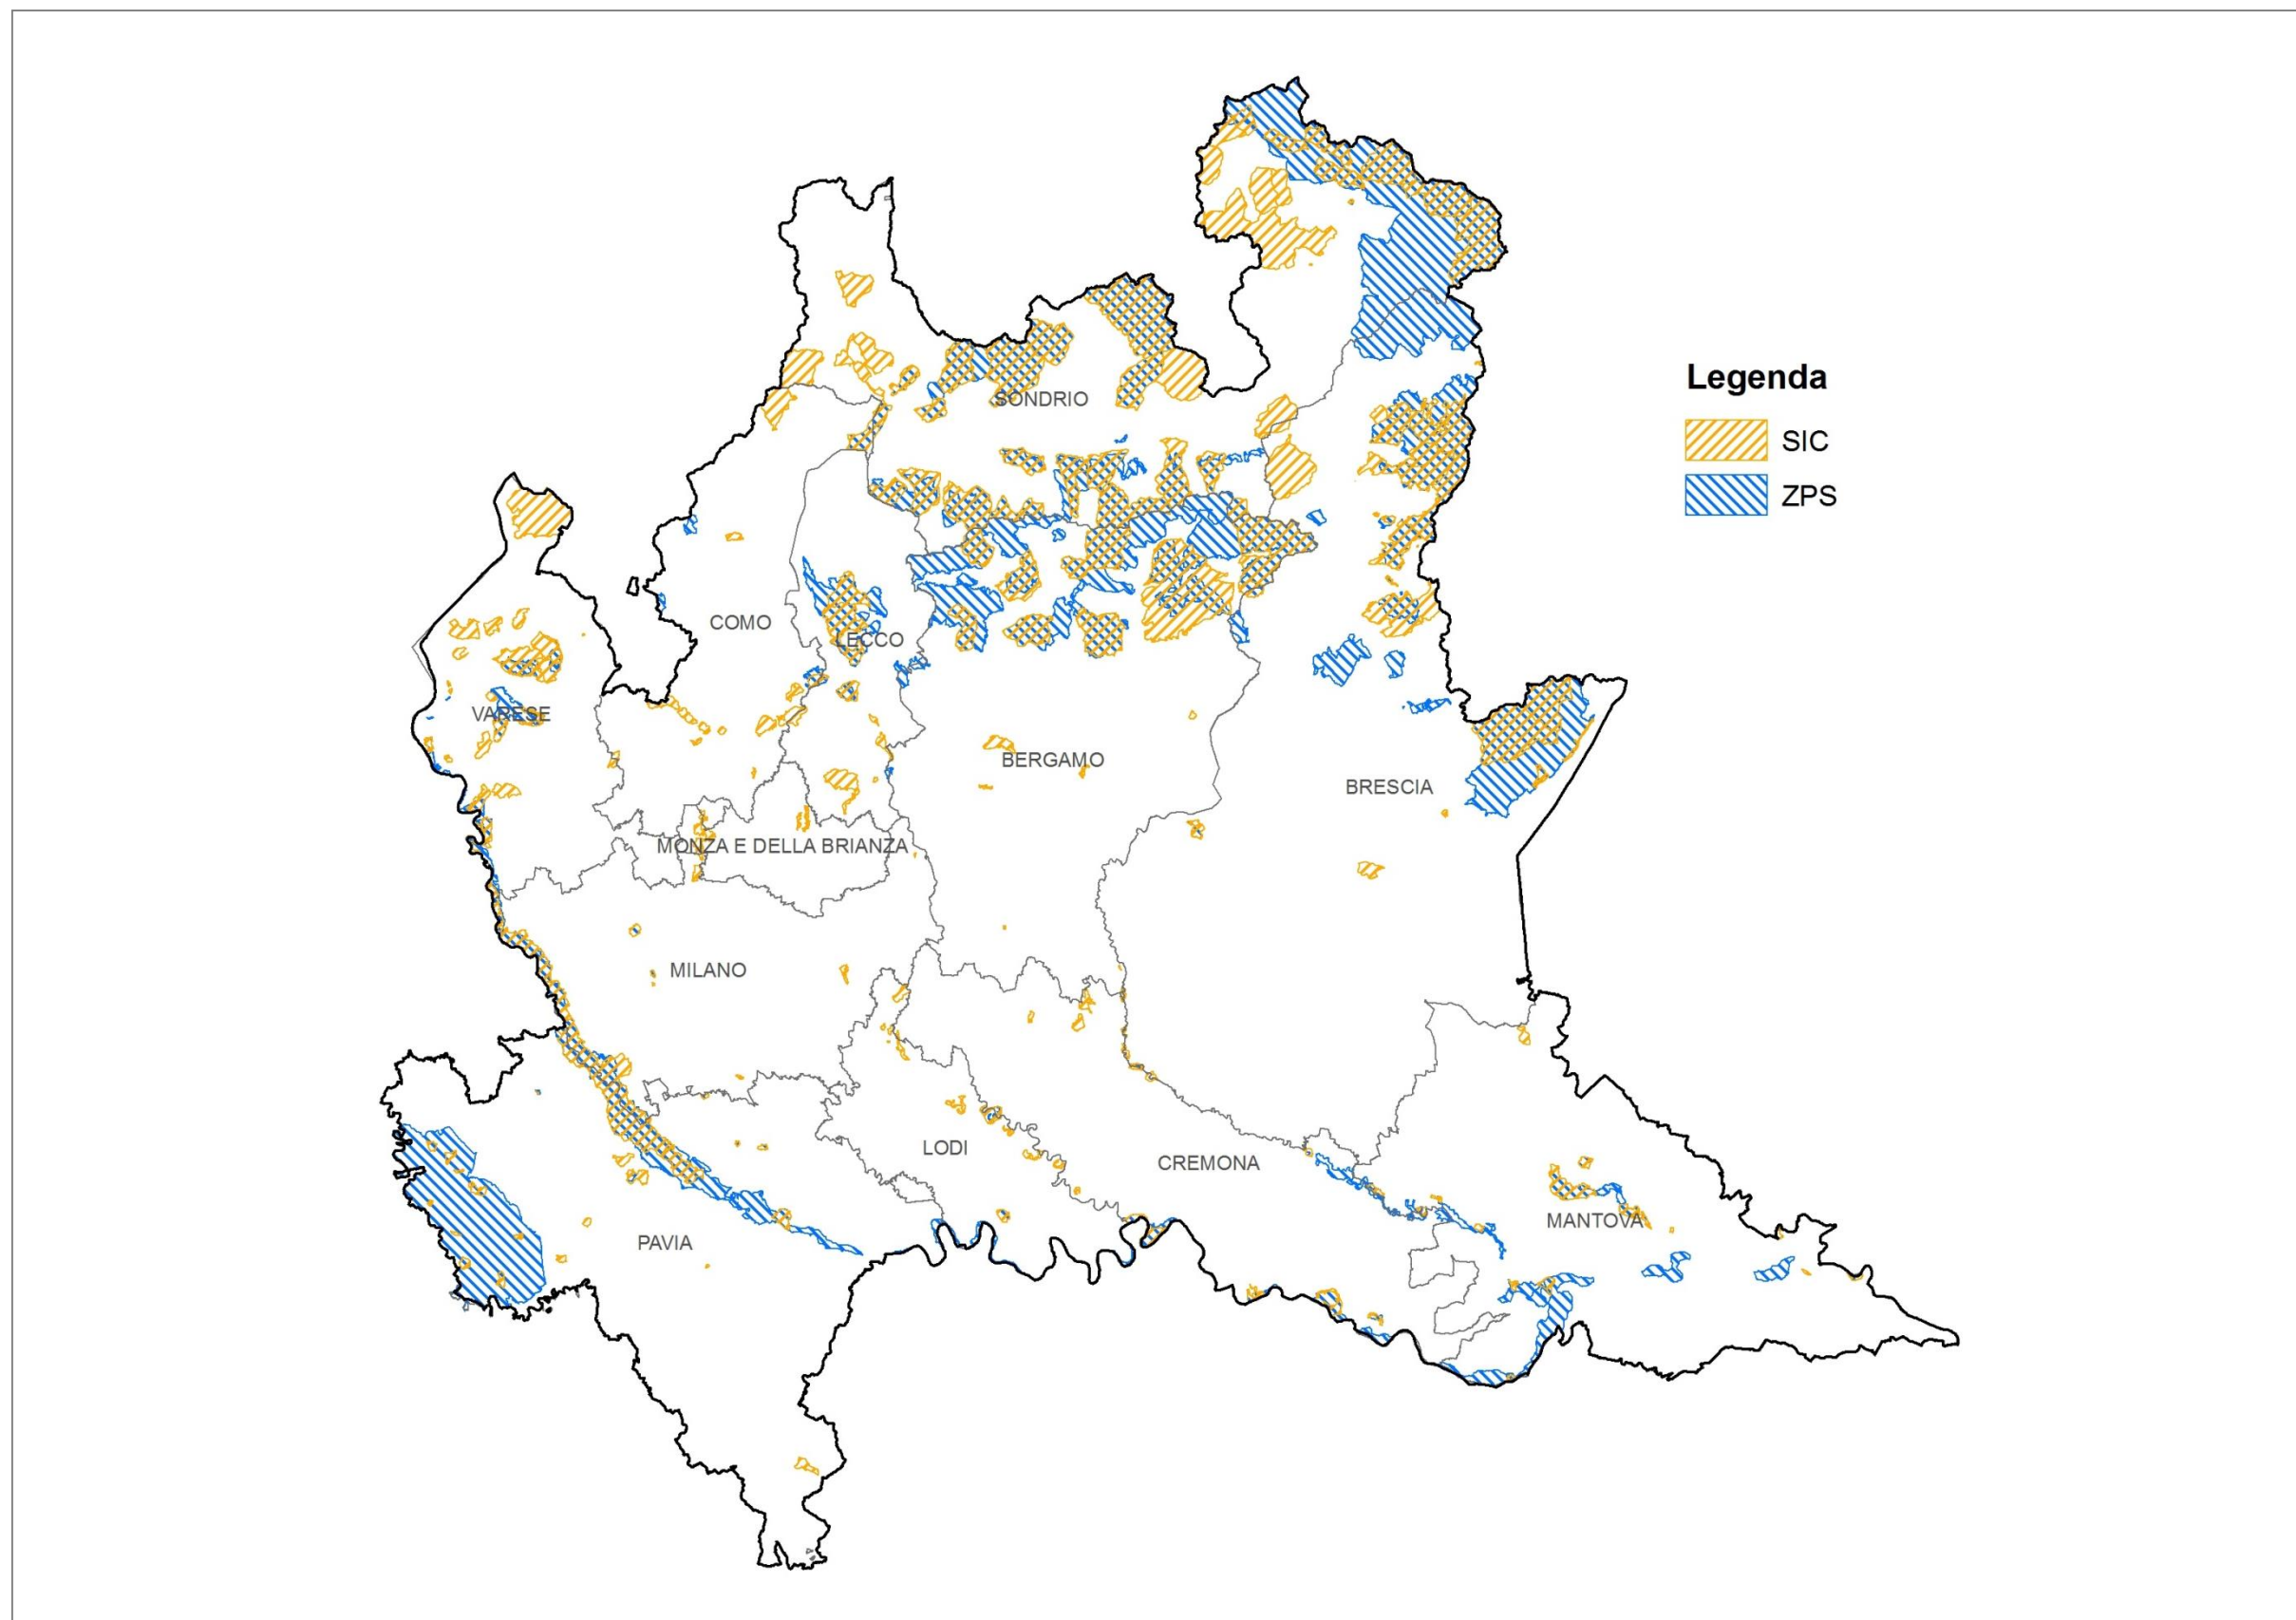 Legenda
SIC
ZPS
SONDRIO
COMO
LECCO
VARESE
BERGAMO
BRESCIA
MONZA E DELLA BRIANZA
MILANO
LODI
CREMONA
MANTOVA
PAVIA